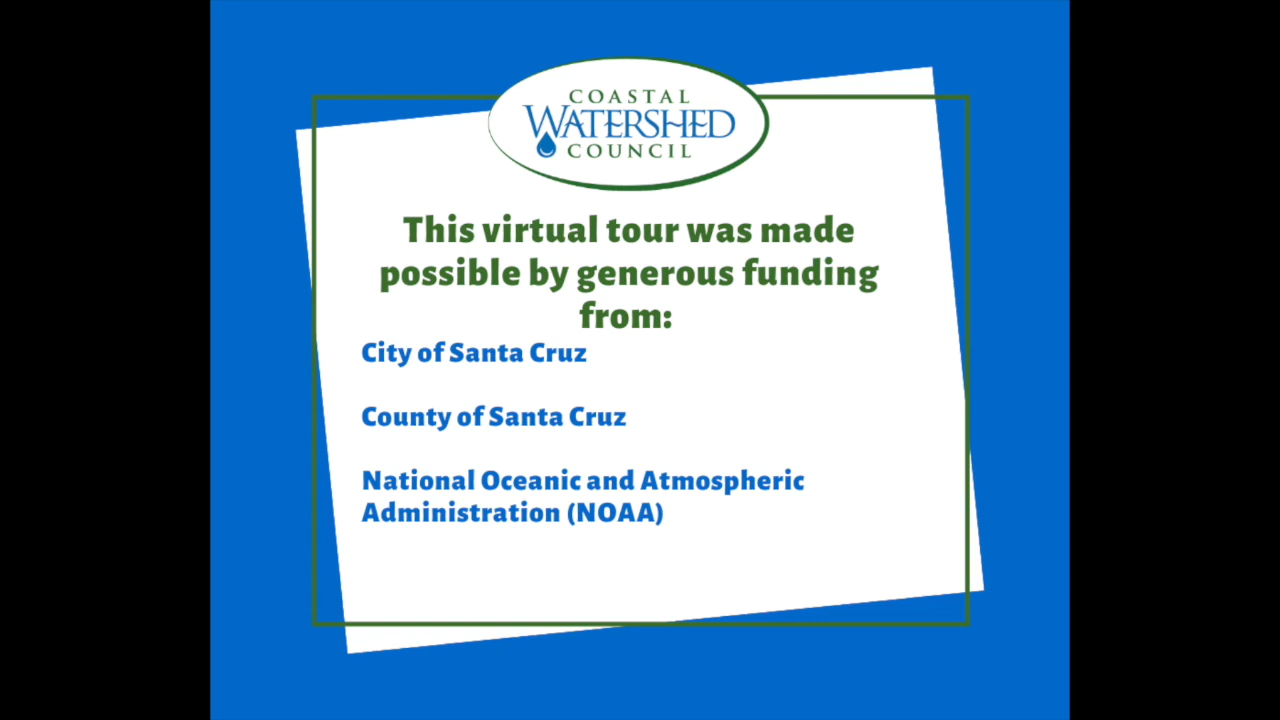 COASTAL
WATERSHED
COUNCIL
This virtual tour was made
possible by generous funding
from:
City of Santa Cruz
County of Santa Cruz
National Oceanic and Atmospheric
Administration (NOAA)